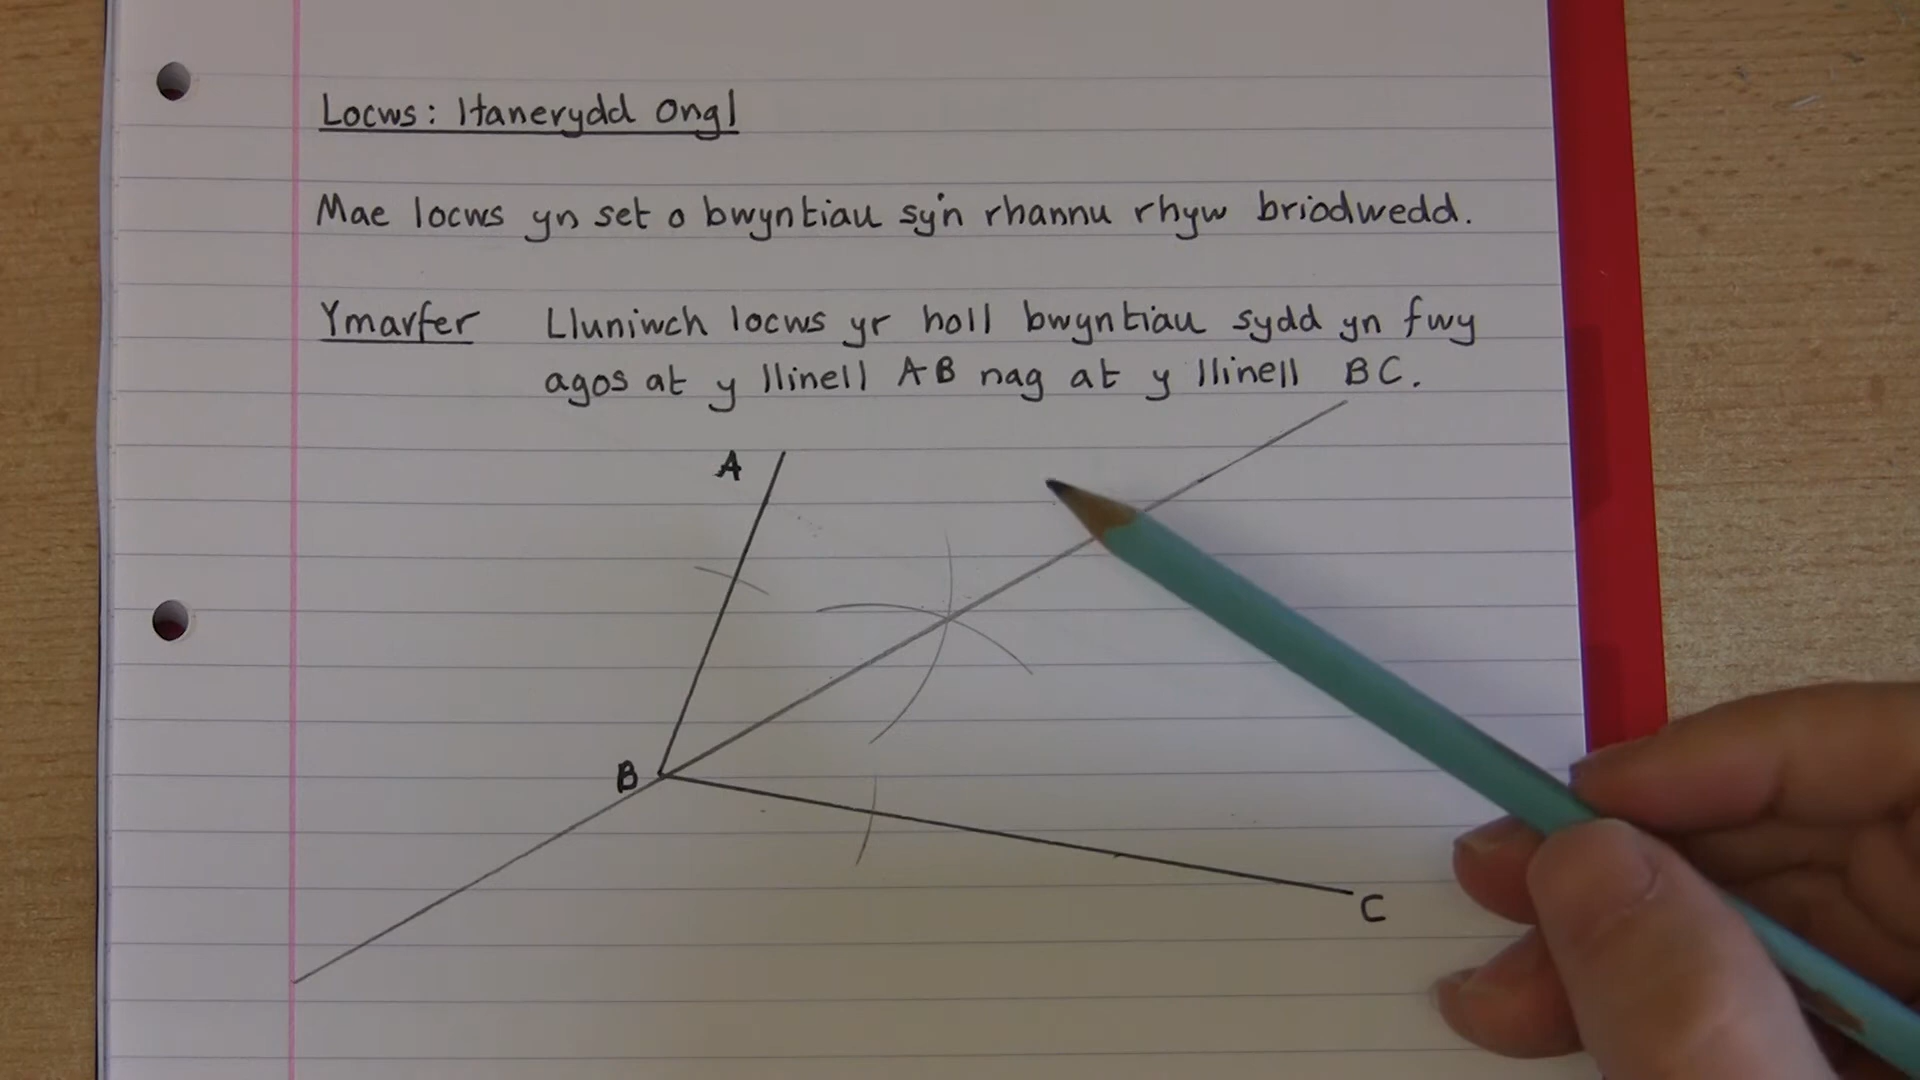 Locws: Hanerydd Ongl
Mae locws yn set o bwyntiau sy'n rhannu rhyw briodwedd.
Ymarfer Lluniwch locws yr holl bwyntiau sydd yn fwy
agos at y llinell AB nag at y llinell BC.
A
B
C